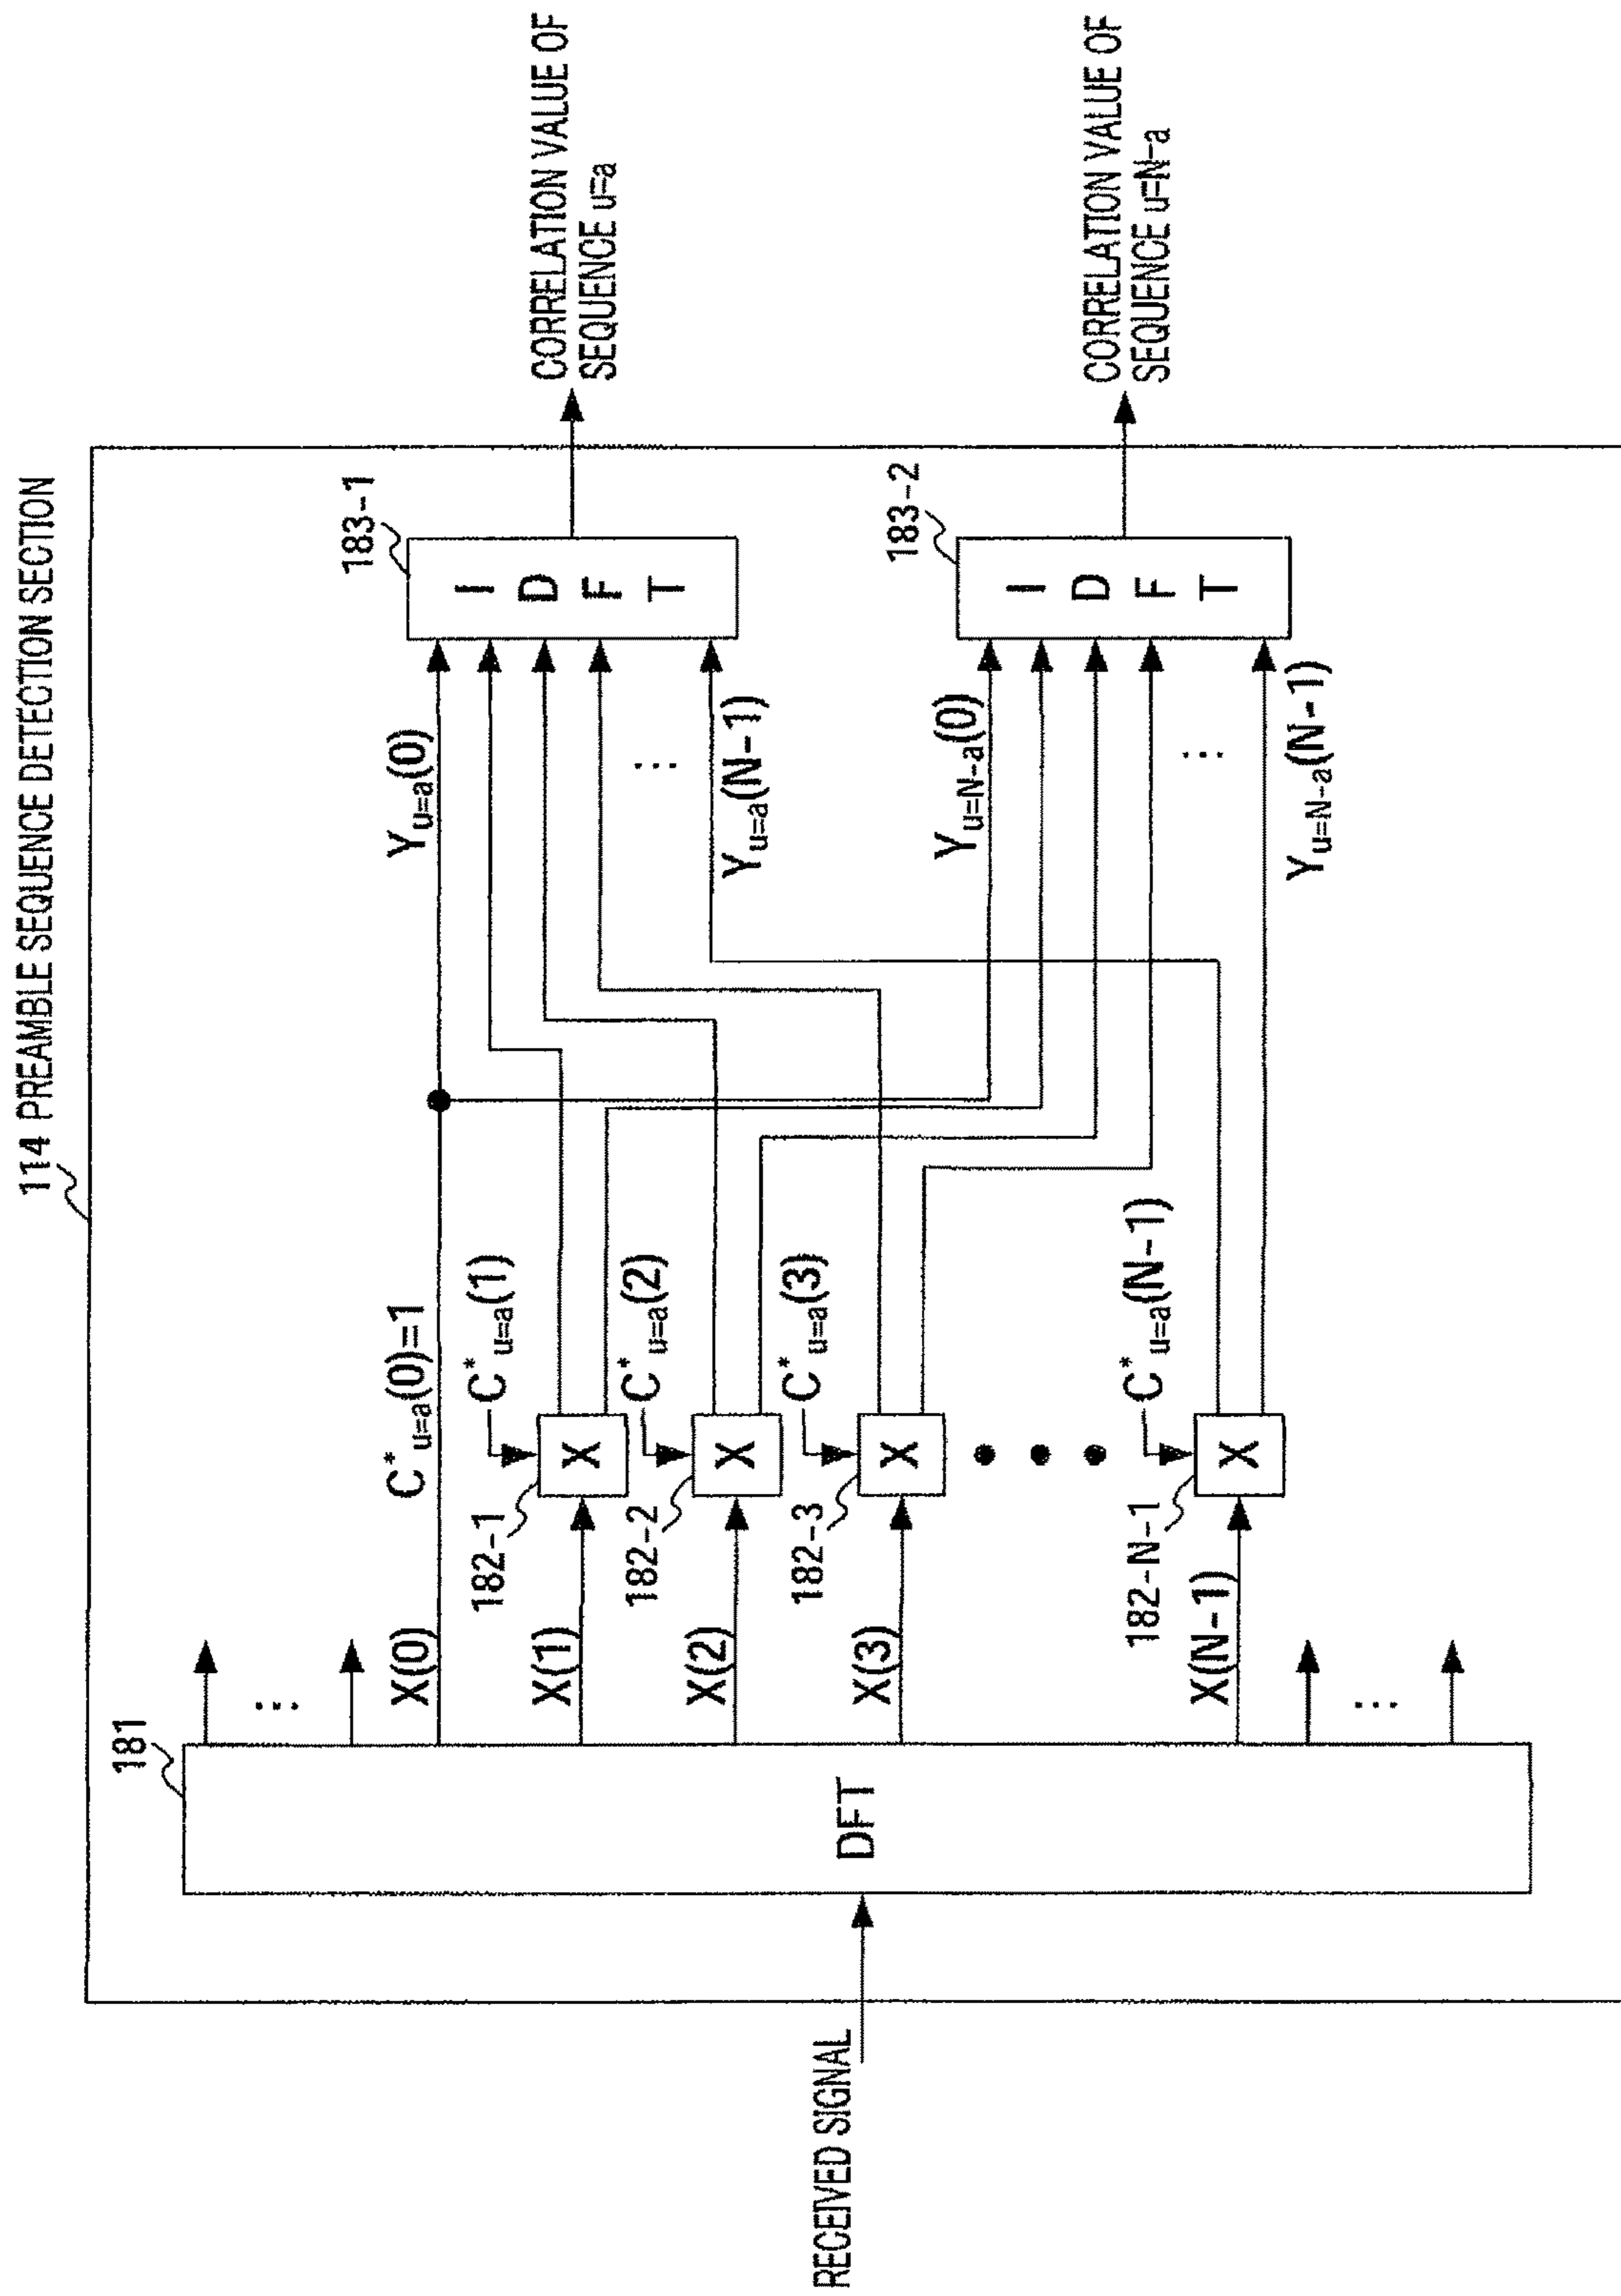 114 PREAMBLE SEQUENCE DETECTION SECTION
RECEIVED SIGNAL
181
DFT
...
X(0)
X(1)
X(2)
X(3)
X(N-1)
...
C*u=a(0)=1
182-1
C*u=a(1)
X
182-2
C*u=a(2)
X
182-3
C*u=a(3)
X
182-N-1
C*u=a(N-1)
X
Yu=a(0)
...
Yu=a(N-1)
183-1
I
D
F
T
CORRELATION VALUE OF
SEQUENCE u=a
Yu=N-a(0)
...
Yu=N-a(N-1)
183-2
I
D
F
T
CORRELATION VALUE OF
SEQUENCE u=N-a